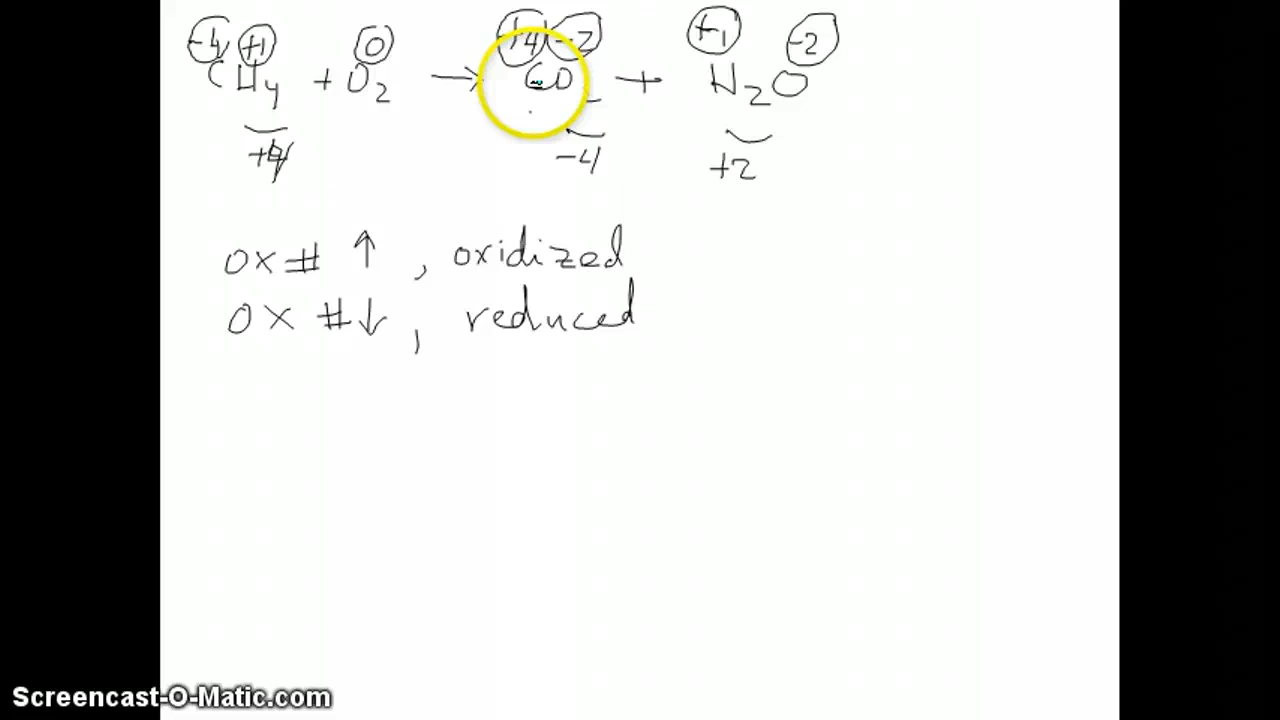 -4 +1 0 +4 -2 +1 -2
CH4 + O2 → CO2 + H2O
+4 -4 +2
ox # ↑ , oxidized
ox # ↓ , reduced
Screencast-O-Matic.com